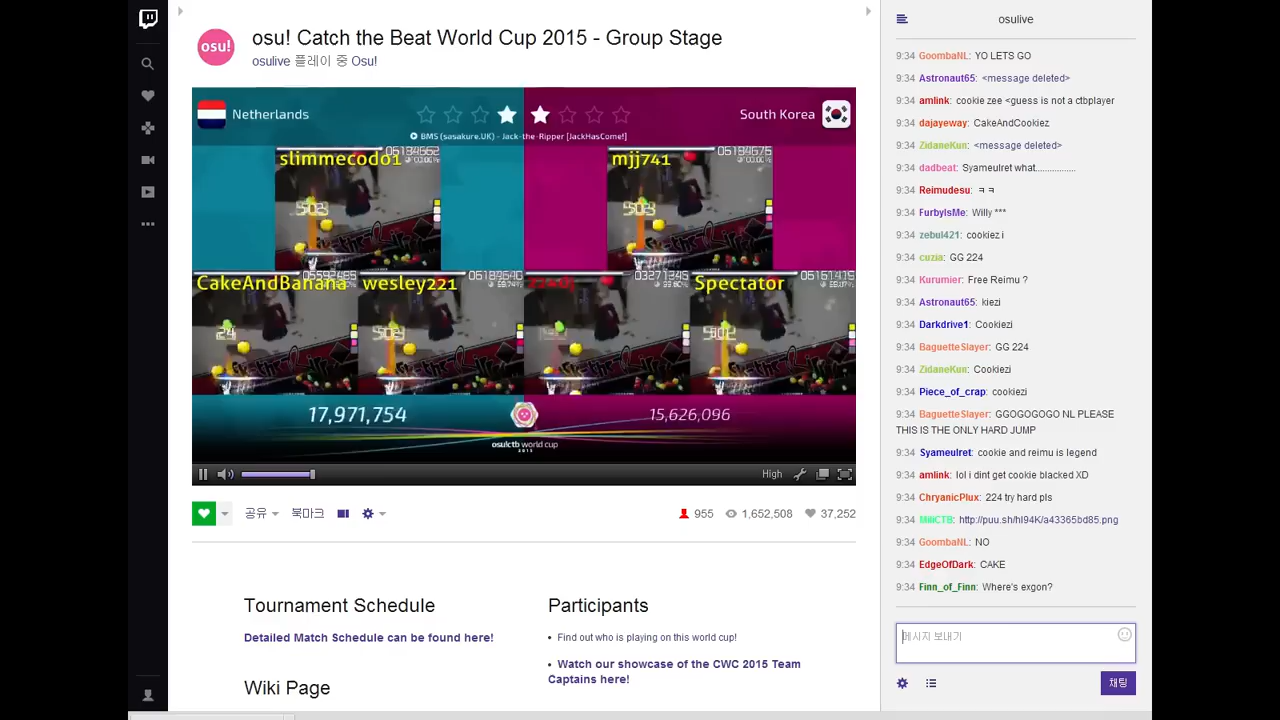 osu! Catch the Beat World Cup 2015 - Group Stage
osu!
osulive 플레이 중 Osu!
Netherlands
South Korea
BMS (sasakure.UK) - Jack-the-Ripper [JackHasCome!]
slimmecodo1
mjj741
CakeAndBanana
wesley221
Spectator
17,971,754
15,626,096
osu!ctb world cup
2015
High
공유
북마크
955
1,652,508
37,252
Tournament Schedule
Detailed Match Schedule can be found here!
Wiki Page
Participants
• Find out who is playing on this world cup!
• Watch our showcase of the CWC 2015 Team
Captains here!
osulive
9:34 GoombaNL: YO LETS GO
9:34 Astronaut65: <message deleted>
9:34 amlink: cookie zee <guess is not a ctbplayer
9:34 dajayeway: CakeAndCookiez
9:34 ZidaneKun: <message deleted>
9:34 dadbeat: Syameulret what.................
9:34 Reimudesu: ㅋㅋ
9:34 FurbyIsMe: Willy ***
9:34 zebul421: cookiez i
9:34 cuzia: GG 224
9:34 Kurumier: Free Reimu ?
9:34 Astronaut65: kiezi
9:34 Darkdrive1: Cookiezi
9:34 BaguetteSlayer: GG 224
9:34 ZidaneKun: Cookiezi
9:34 Piece_of_crap: cookiezi
9:34 BaguetteSlayer: GGOGOGOGO NL PLEASE
THIS IS THE ONLY HARD JUMP
9:34 Syameulret: cookie and reimu is legend
9:34 amlink: lol i dint get cookie blacked XD
9:34 ChryanicPlux: 224 try hard pls
9:34 MiliCTB: http://puu.sh/hI94K/a43365bd85.png
9:34 GoombaNL: NO
9:34 EdgeOfDark: CAKE
9:34 Finn_of_Finn: Where's exgon?
메시지 보내기
채팅